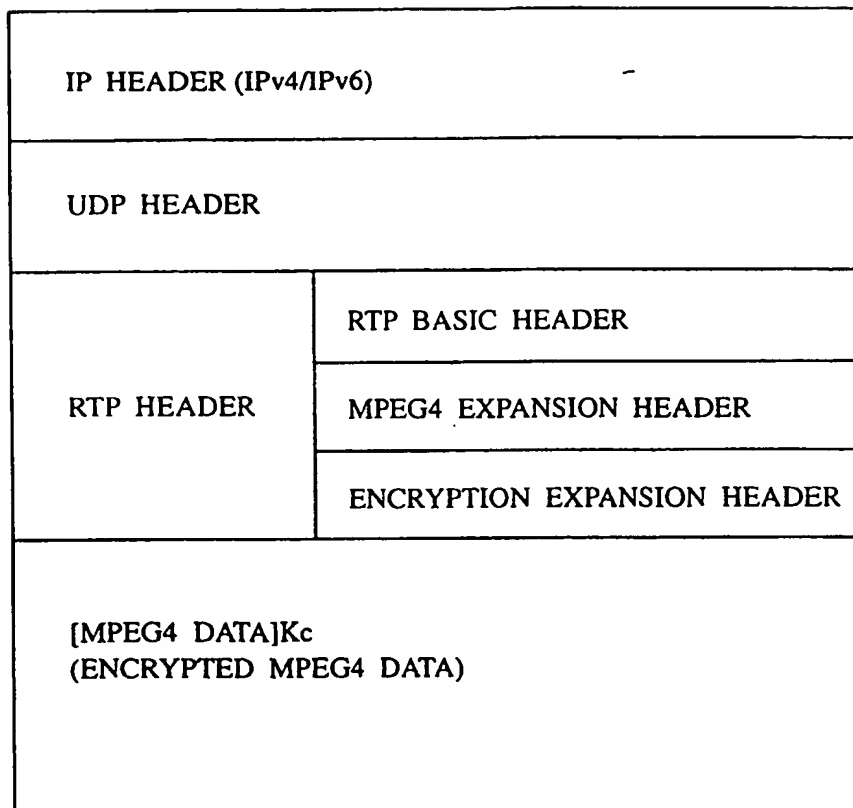 IP HEADER (IPv4/IPv6)
UDP HEADER
RTP HEADER
RTP BASIC HEADER
MPEG4 EXPANSION HEADER
ENCRYPTION EXPANSION HEADER
[MPEG4 DATA]Kc
(ENCRYPTED MPEG4 DATA)